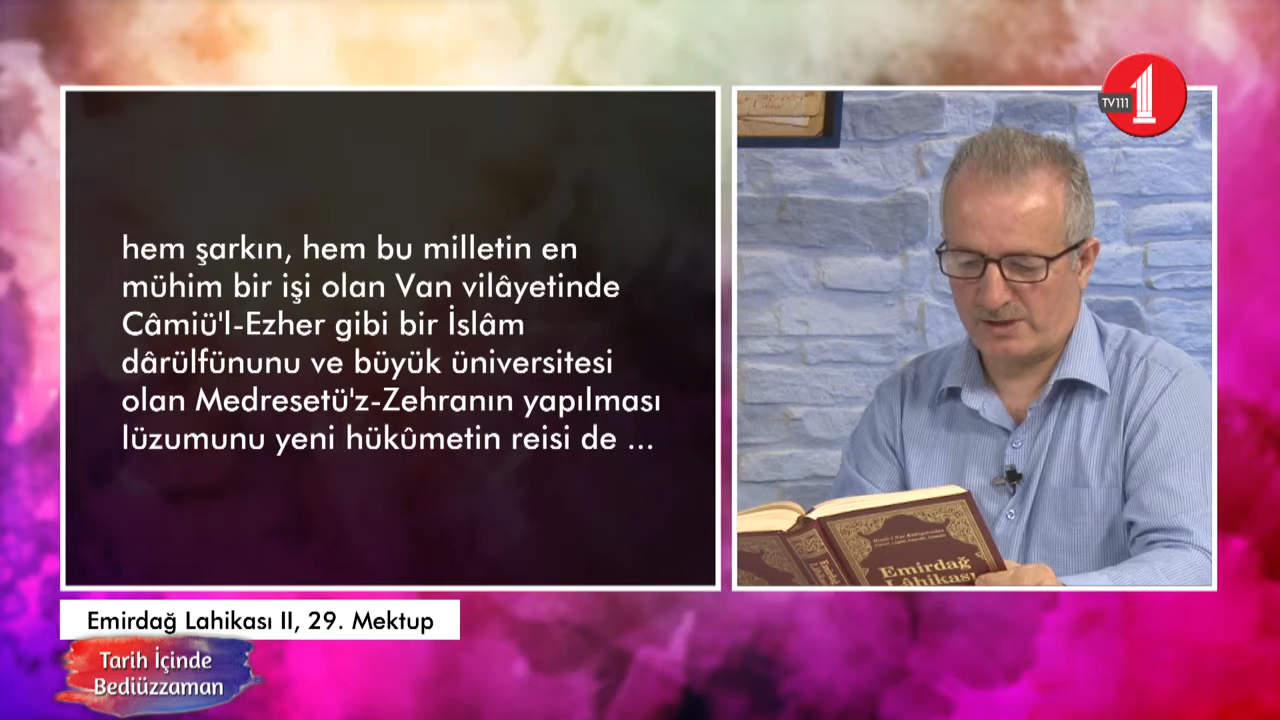 hem şarkın, hem bu milletin en
mühim bir işi olan Van vilâyetinde
Câmiü'l-Ezher gibi bir İslâm
dârülfünunu ve büyük üniversitesi
olan Medresetü'z-Zehranın yapılması
lüzumunu yeni hükûmetin reisi de ...
TV111
1
Emirdağ
Lâhikası
Emirdağ Lahikası II, 29. Mektup
Tarih İçinde
Bediüzzaman